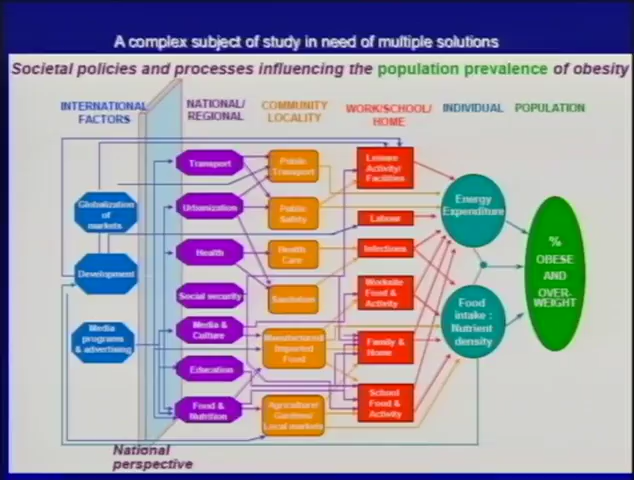 A complex subject of study in need of multiple solutions
Societal policies and processes influencing the population prevalence of obesity
INTERNATIONAL
FACTORS
NATIONAL/
REGIONAL
COMMUNITY
LOCALITY
WORK/SCHOOL/
HOME
INDIVIDUAL
POPULATION
Transport
Urbanization
Health
Social security
Media &
Culture
Education
Food &
Nutrition
Globalization
of
markets
Development
Media
programs
& advertising
Public
Transport
Public
Safety
Health
Care
Sanitation
Manufactured/
Imported
Food
Agriculture/
Gardens/
Local markets
Leisure
Activity/
Facilities
Labour
Infections
Worksite
Food &
Activity
Family &
Home
School
Food &
Activity
Energy
Expenditure
Food
intake :
Nutrient
density
%
OBESE
AND
OVER-
WEIGHT
National
perspective